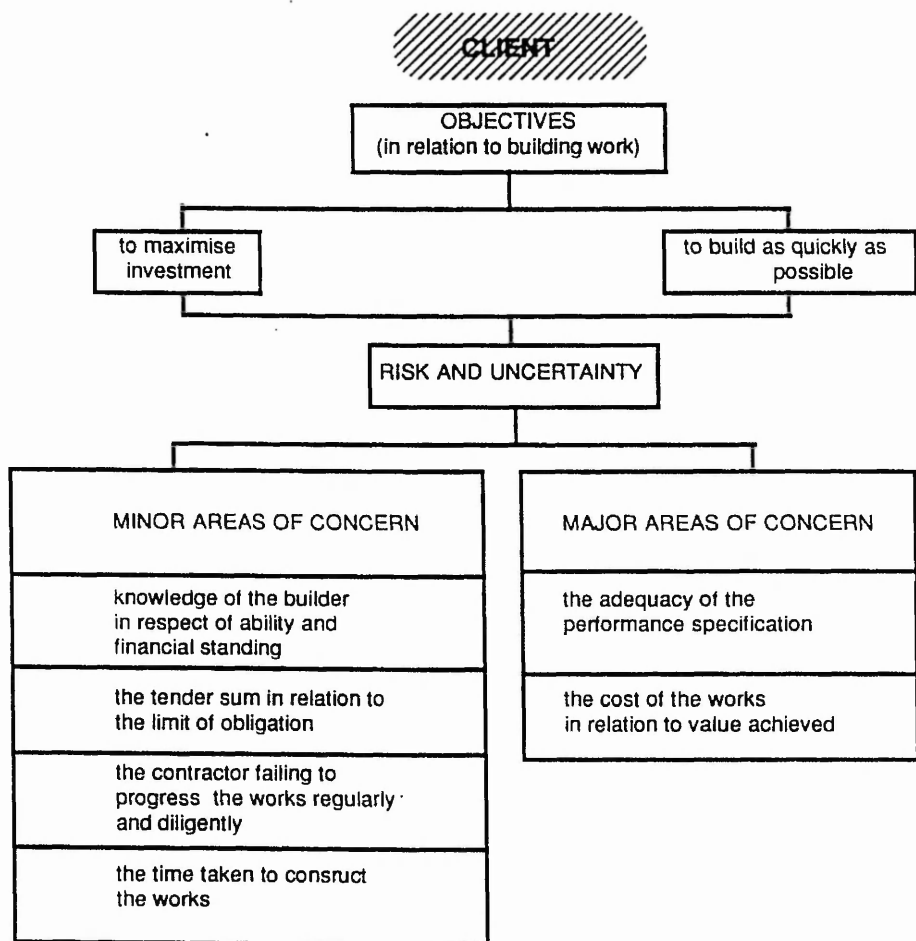 CLIENT
OBJECTIVES
(in relation to building work)
to maximise
investment
to build as quickly as
possible
RISK AND UNCERTAINTY
MINOR AREAS OF CONCERN
knowledge of the builder
in respect of ability and
financial standing
the tender sum in relation to
the limit of obligation
the contractor failing to
progress the works regularly
and diligently
the time taken to consruct
the works
MAJOR AREAS OF CONCERN
the adequacy of the
performance specification
the cost of the works
in relation to value achieved